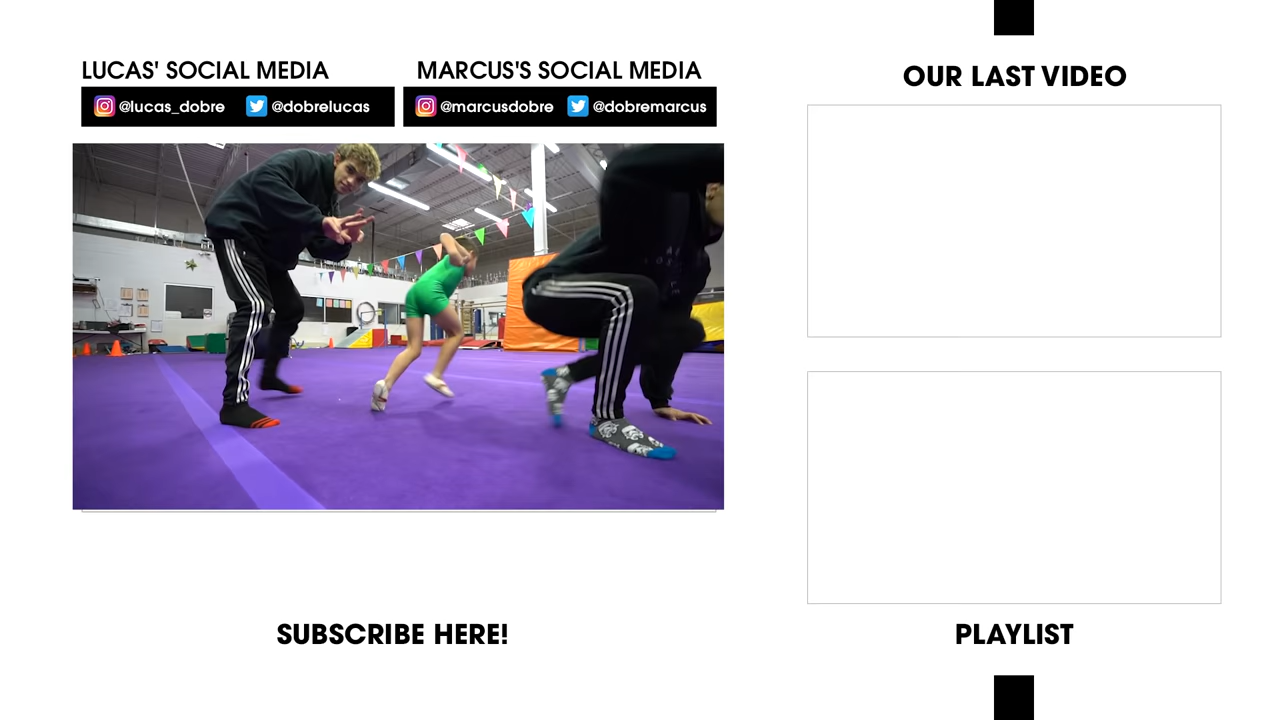 LUCAS' SOCIAL MEDIA
@lucas_dobre @dobrelucas
MARCUS'S SOCIAL MEDIA
@marcusdobre @dobremarcus
OUR LAST VIDEO
SUBSCRIBE HERE!
PLAYLIST